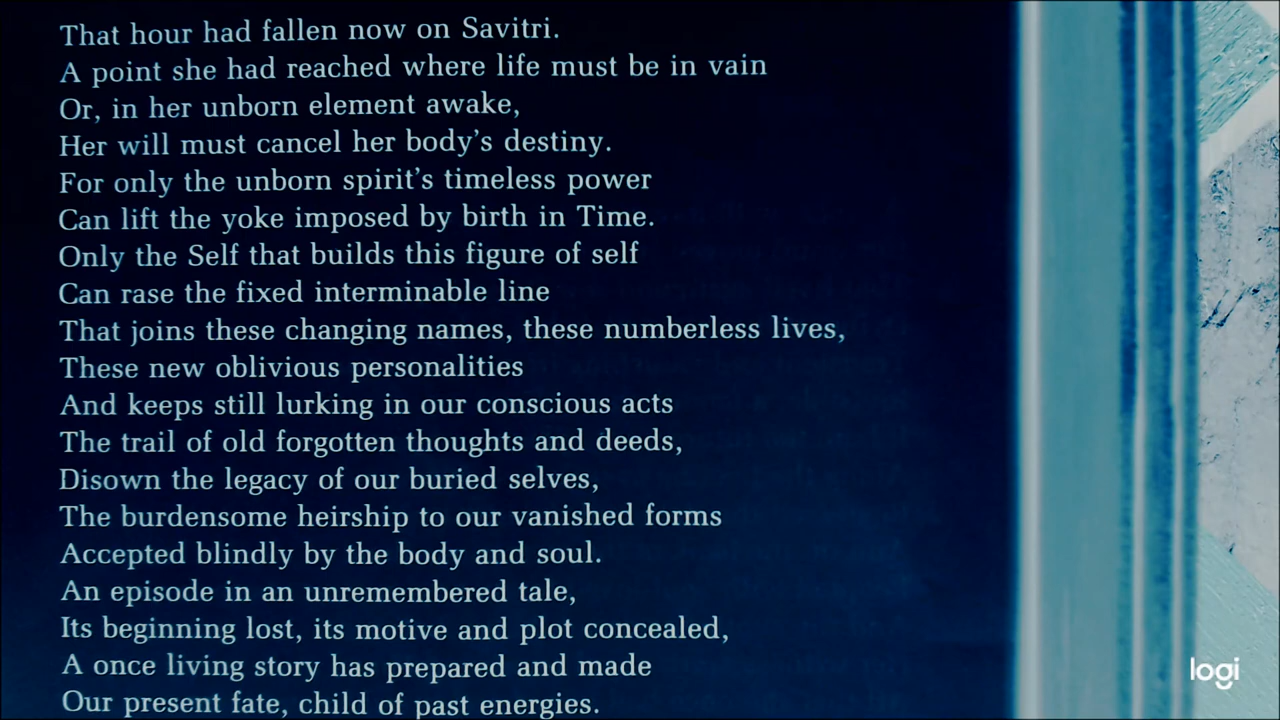 That hour had fallen now on Savitri.
A point she had reached where life must be in vain
Or, in her unborn element awake,
Her will must cancel her body's destiny.
For only the unborn spirit's timeless power
Can lift the yoke imposed by birth in Time.
Only the Self that builds this figure of self
Can rase the fixed interminable line
That joins these changing names, these numberless lives,
These new oblivious personalities
And keeps still lurking in our conscious acts
The trail of old forgotten thoughts and deeds,
Disown the legacy of our buried selves,
The burdensome heirship to our vanished forms
Accepted blindly by the body and soul.
An episode in an unremembered tale,
Its beginning lost, its motive and plot concealed,
A once living story has prepared and made
Our present fate, child of past energies.
logi